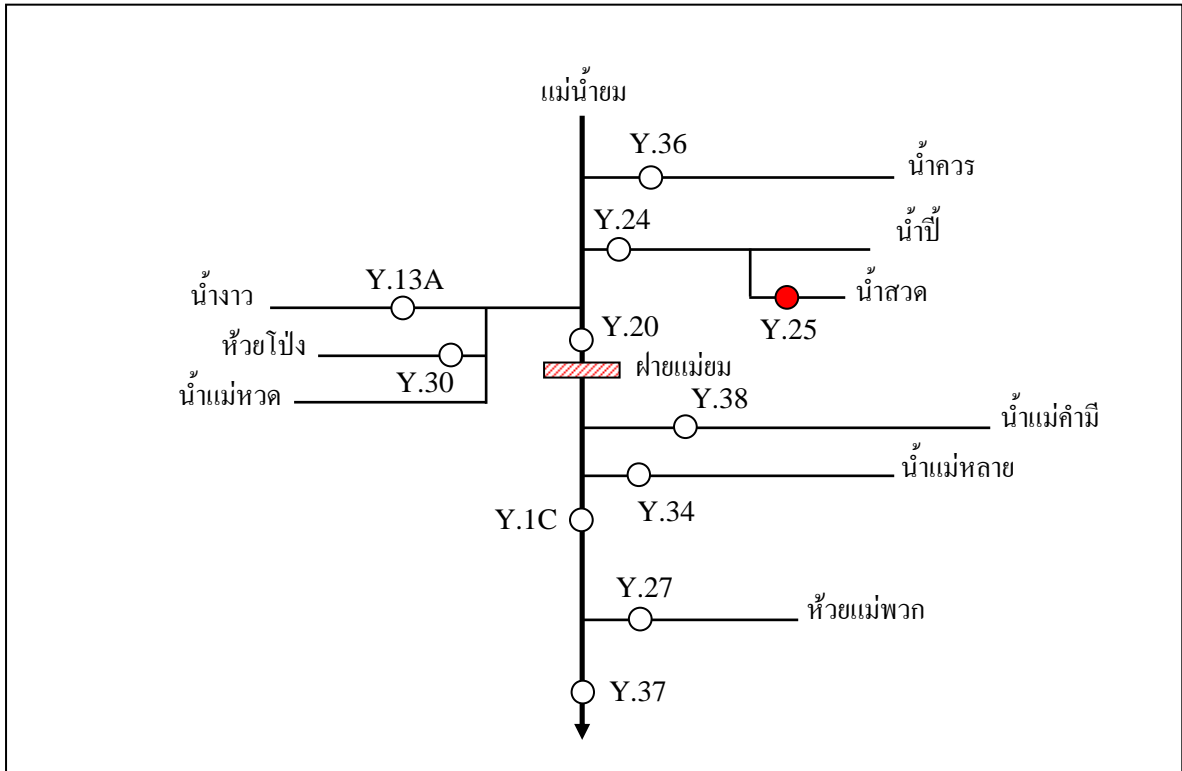 แม่น้ำยม
Y.36
น้ำควร
Y.24
น้ำปี้
Y.13A
น้ำงาว
น้ำสวด
Y.25
Y.20
ห้วยโป่ง
ฝายแม่ยม
Y.30
น้ำแม่หวด
Y.38
น้ำแม่คำมี
น้ำแม่หลาย
Y.34
Y.1C
Y.27
ห้วยแม่พวก
Y.37